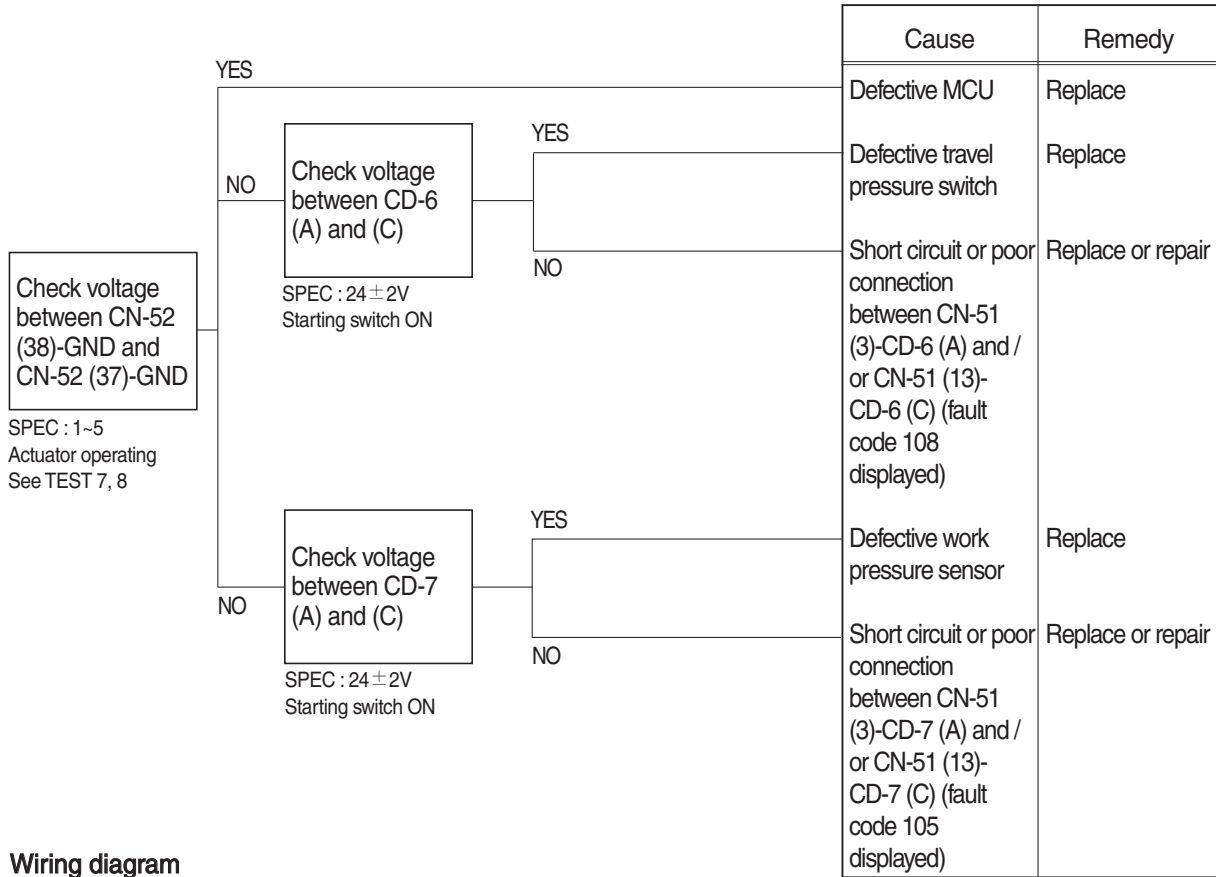 Cause
Remedy
YES
Defective MCU
Replace
NO
Check voltage
between CD-6
(A) and (C)
YES
Defective travel
pressure switch
Replace
NO
Short circuit or poor
connection
between CN-51
(3)-CD-6 (A) and /
or CN-51 (13)-
CD-6 (C) (fault
code 108
displayed)
Replace or repair
SPEC : 24±2V
Starting switch ON
Check voltage
between CN-52
(38)-GND and
CN-52 (37)-GND
SPEC : 1~5
Actuator operating
See TEST 7, 8
NO
Check voltage
between CD-7
(A) and (C)
YES
Defective work
pressure sensor
Replace
NO
Short circuit or poor
connection
between CN-51
(3)-CD-7 (A) and /
or CN-51 (13)-
CD-7 (C) (fault
code 105
displayed)
Replace or repair
SPEC : 24±2V
Starting switch ON
Wiring diagram